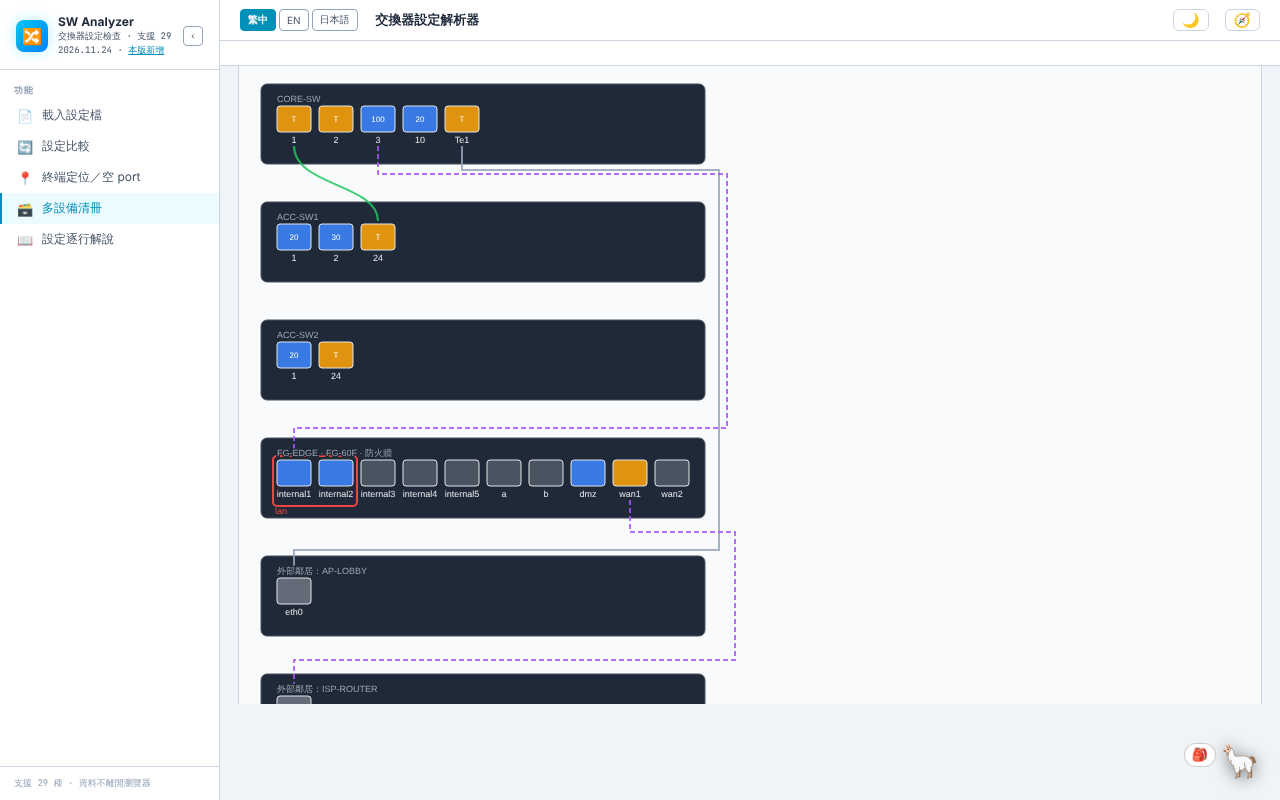 SW Analyzer
交換器設定檢查 · 支援 29
2026.11.24 · 本版新增
‹
功能
載入設定檔
設定比較
終端定位／空 port
多設備清冊
設定逐行解說
支援 29 種 · 資料不離開瀏覽器
繁中 EN 日本語 交換器設定解析器
CORE-SW
T T 100 20 T
1 2 3 10 Te1
ACC-SW1
20 30 T
1 2 24
ACC-SW2
20 T
1 24
FG-EDGE · FG-60F · 防火牆
internal1 internal2 internal3 internal4 internal5 a b dmz wan1 wan2
lan
外部鄰居：AP-LOBBY
eth0
外部鄰居：ISP-ROUTER